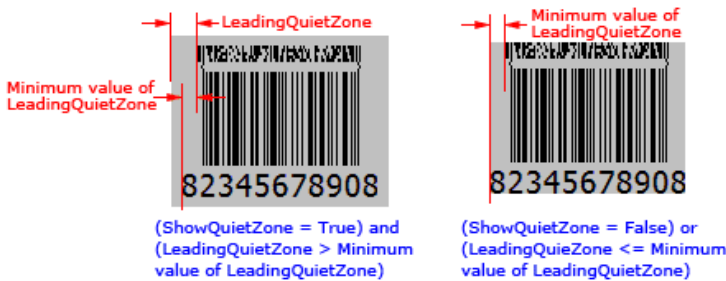 LeadingQuietZone
Minimum value of
LeadingQuietZone
Minimum value of
LeadingQuietZone
82345678908
82345678908
(ShowQuietZone = True) and
(LeadingQuietZone > Minimum
value of LeadingQuietZone)
(ShowQuietZone = False) or
(LeadingQuieZone <= Minimum
value of LeadingQuietZone)